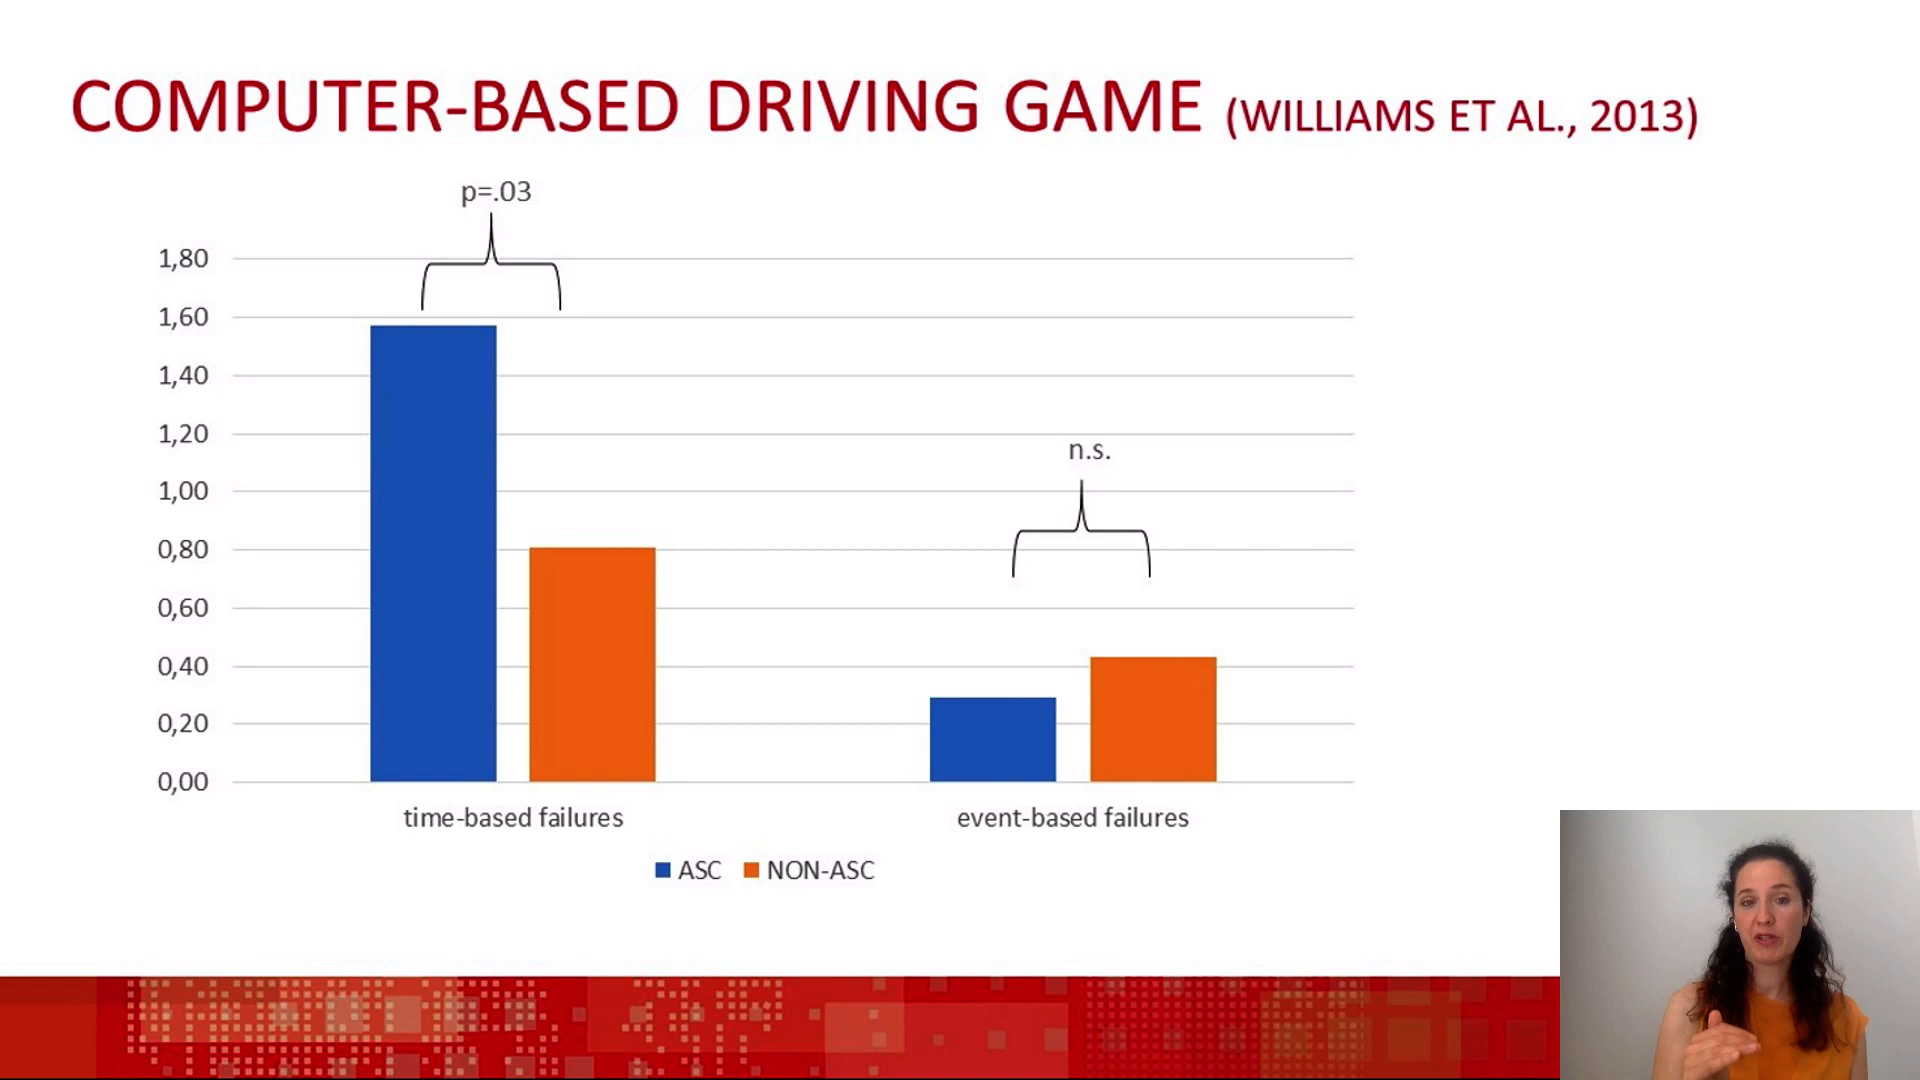 COMPUTER-BASED DRIVING GAME (WILLIAMS ET AL., 2013)
p=.03
1,80
1,60
1,40
1,20
n.s.
1,00
0,80
0,60
0,40
0,20
0,00
time-based failures event-based failures
ASC NON-ASC